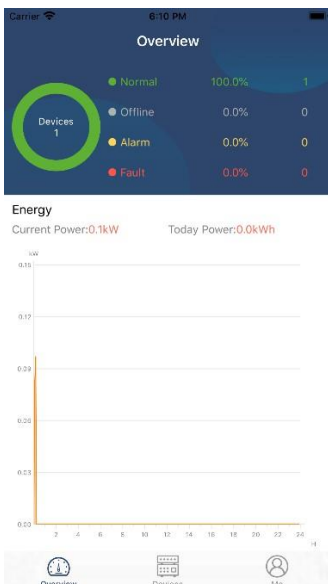 Carrier 6:10 PM
Overview
Normal 100.0% 1
Devices
1
Offline 0.0% 0
Alarm 0.0% 0
Fault 0.0% 0
Energy
Current Power:0.1kW Today Power:0.0kWh
kW
0.15
0.12
0.09
0.06
0.03
0.00
2 4 6 8 10 12 14 16 18 20 22 24
H
Overview Devices Me